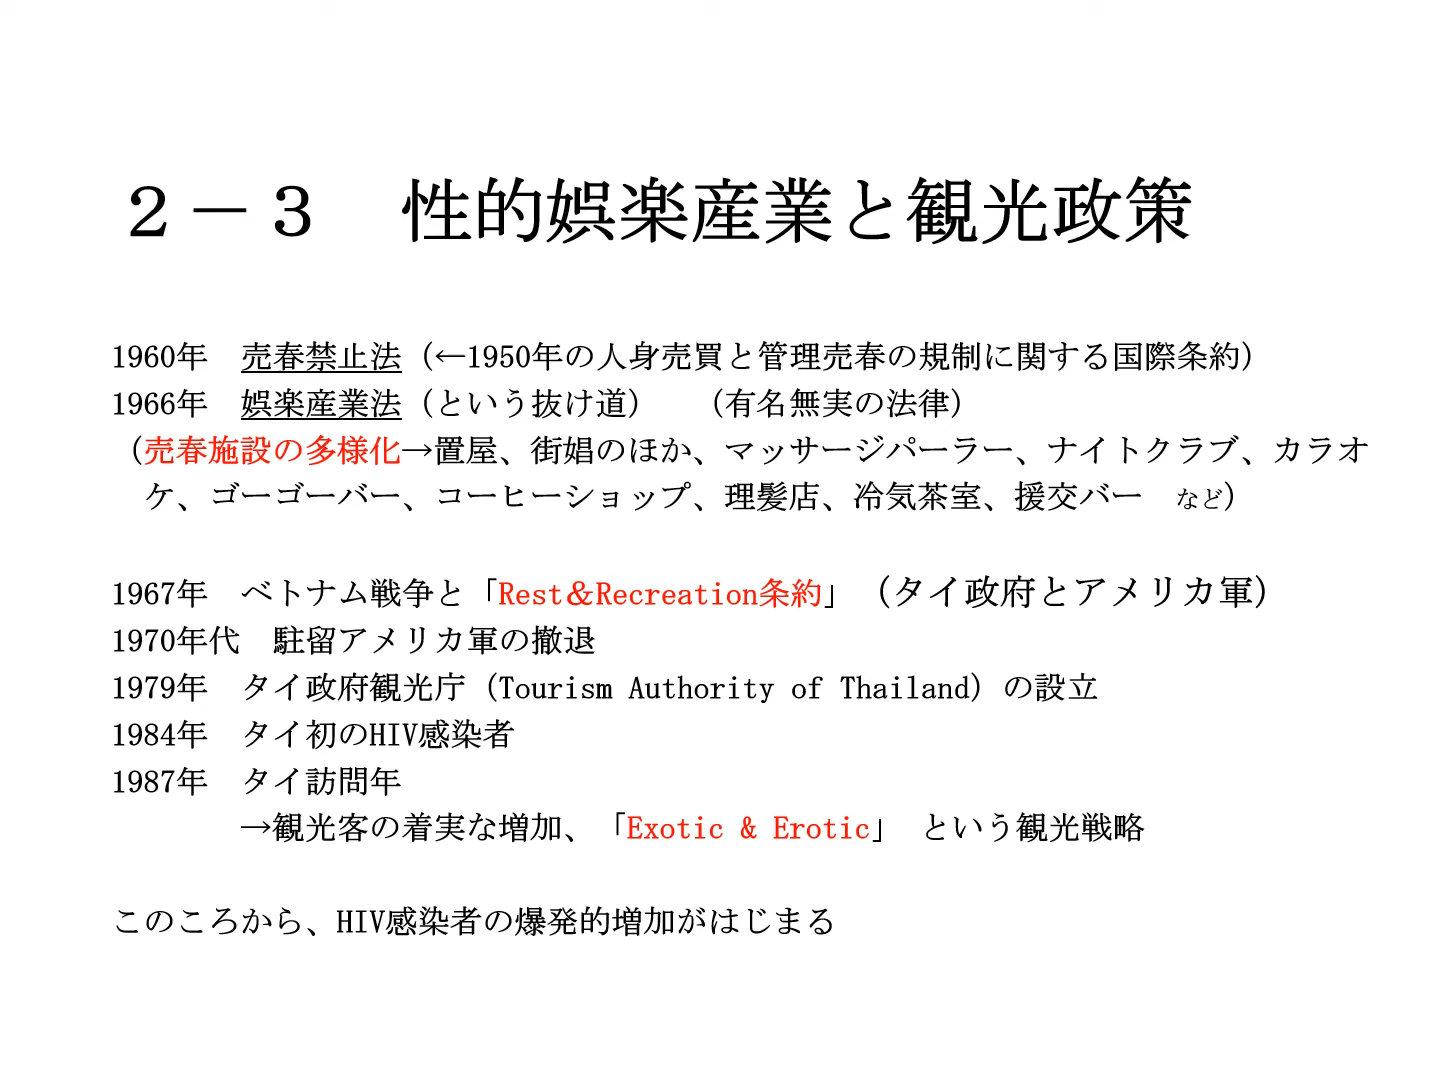 ２－３　性的娯楽産業と観光政策
1960年　売春禁止法（←1950年の人身売買と管理売春の規制に関する国際条約）
1966年　娯楽産業法（という抜け道）　（有名無実の法律）
（売春施設の多様化→置屋、街娼のほか、マッサージパーラー、ナイトクラブ、カラオ
ケ、ゴーゴーバー、コーヒーショップ、理髪店、冷気茶室、援交バー　など）
1967年　ベトナム戦争と「Rest＆Recreation条約」（タイ政府とアメリカ軍）
1970年代　駐留アメリカ軍の撤退
1979年　タイ政府観光庁（Tourism Authority of Thailand）の設立
1984年　タイ初のHIV感染者
1987年　タイ訪問年
→観光客の着実な増加、「Exotic & Erotic」 という観光戦略
このころから、HIV感染者の爆発的増加がはじまる